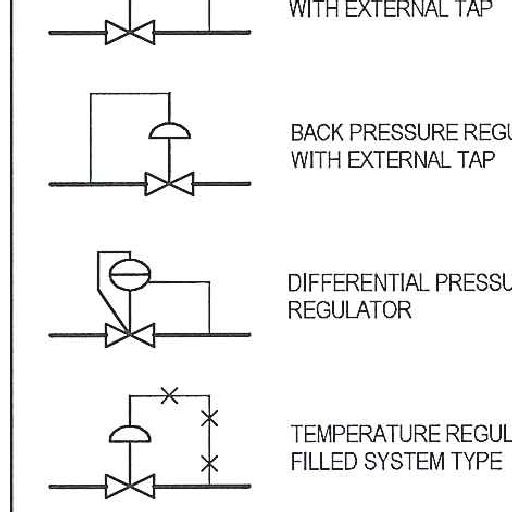 WITH EXTERNAL TAP
BACK PRESSURE REGU
WITH EXTERNAL TAP
DIFFERENTIAL PRESSU
REGULATOR
TEMPERATURE REGUL
FILLED SYSTEM TYPE